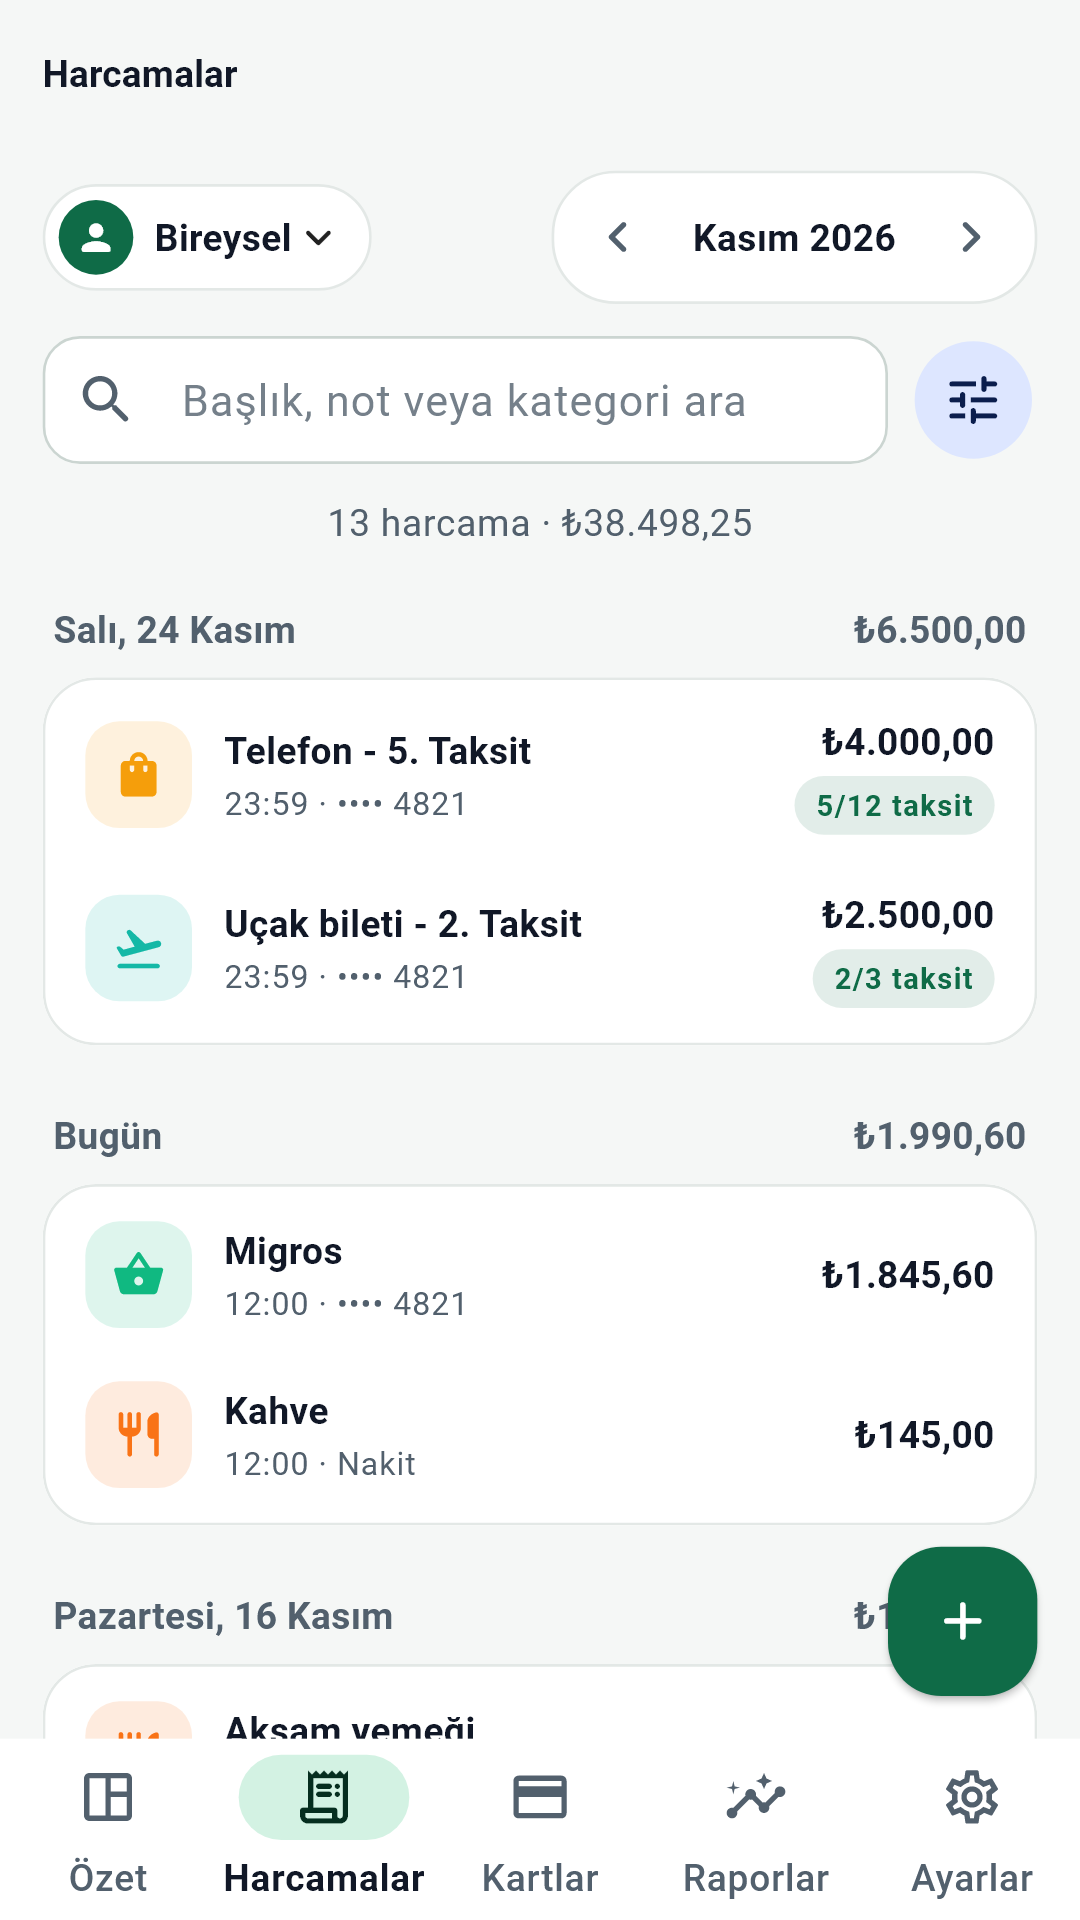 Harcamalar
Bireysel
Kasım 2026
Başlık, not veya kategori ara
13 harcama · ₺38.498,25
Salı, 24 Kasım ₺6.500,00
Telefon - 5. Taksit ₺4.000,00
23:59 · •••• 4821 5/12 taksit
Uçak bileti - 2. Taksit ₺2.500,00
23:59 · •••• 4821 2/3 taksit
Bugün ₺1.990,60
Migros ₺1.845,60
12:00 · •••• 4821
Kahve ₺145,00
12:00 · Nakit
Pazartesi, 16 Kasım
Akşam yemeği
Özet Harcamalar Kartlar Raporlar Ayarlar